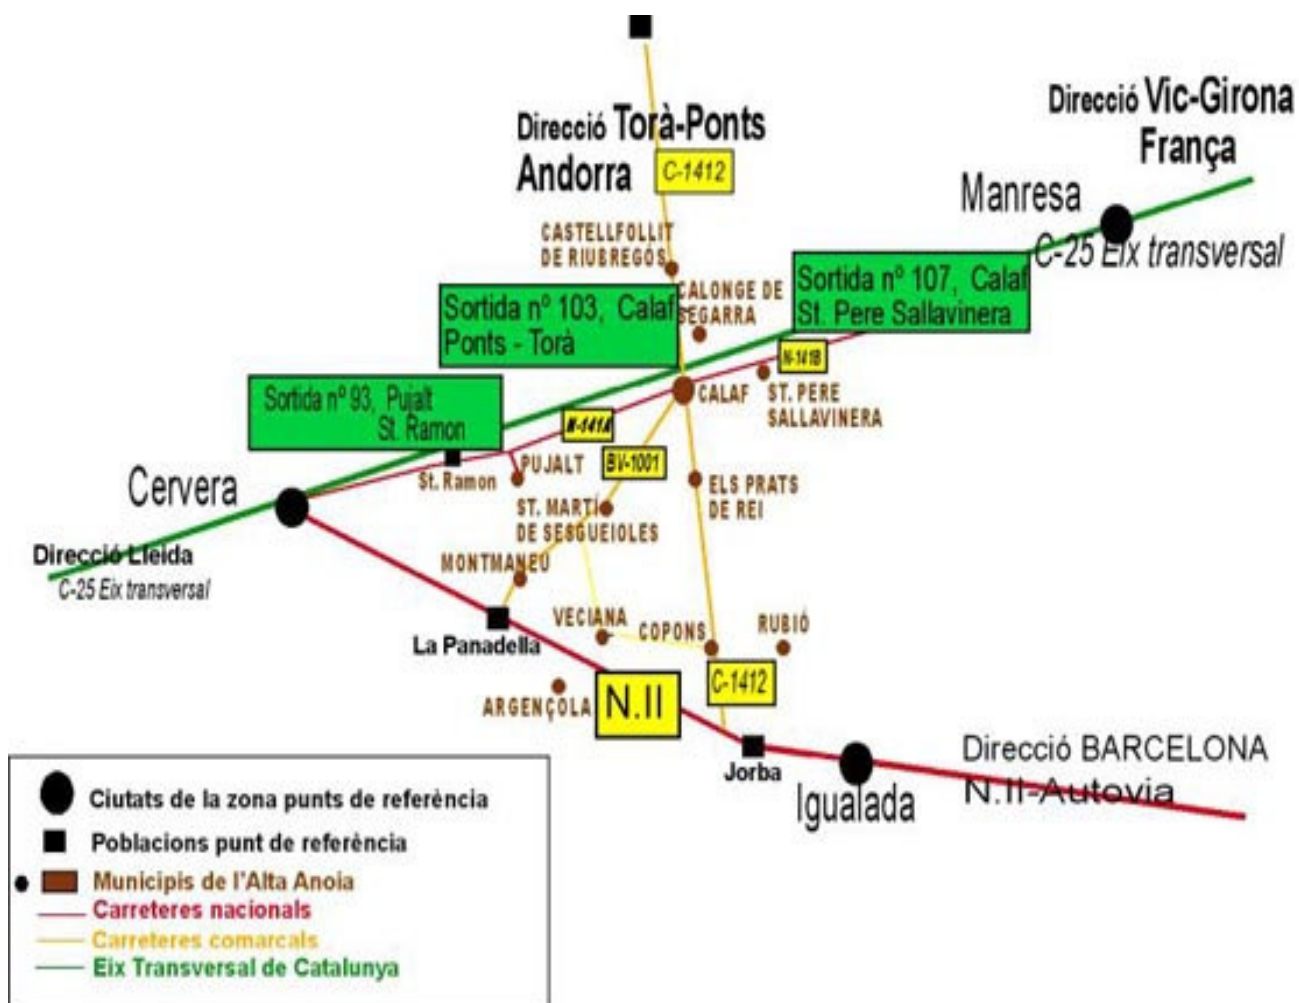 Direcció Torà-Ponts
Andorra
C-1412
Direcció Vic-Girona
França
Manresa
C-25 Eix transversal
CASTELLFOLLIT
DE RIUBREGÓS
CALONGE DE
SEGARRA
Sortida nº 107, Calaf
St. Pere Sallavinera
Sortida nº 103, Calaf
Ponts - Torà
N-141B
Sortida nº 93, Pujalt
St. Ramon
CALAF
ST. PERE
SALLAVINERA
N-141A
BV-1001
PUJALT
St. Ramon
Cervera
ELS PRATS
DE REI
ST. MARTÍ
DE SESGUEIOLES
Direcció Lleida
C-25 Eix transversal
MONTMANEU
VECIANA
COPONS
RUBIÓ
La Panadella
C-1412
ARGENÇOLA
N.II
Jorba
Direcció BARCELONA
N.II-Autovia
Igualada
Ciutats de la zona punts de referència
Poblacions punt de referència
Municipis de l'Alta Anoia
Carreteres nacionals
Carreteres comarcals
Eix Transversal de Catalunya